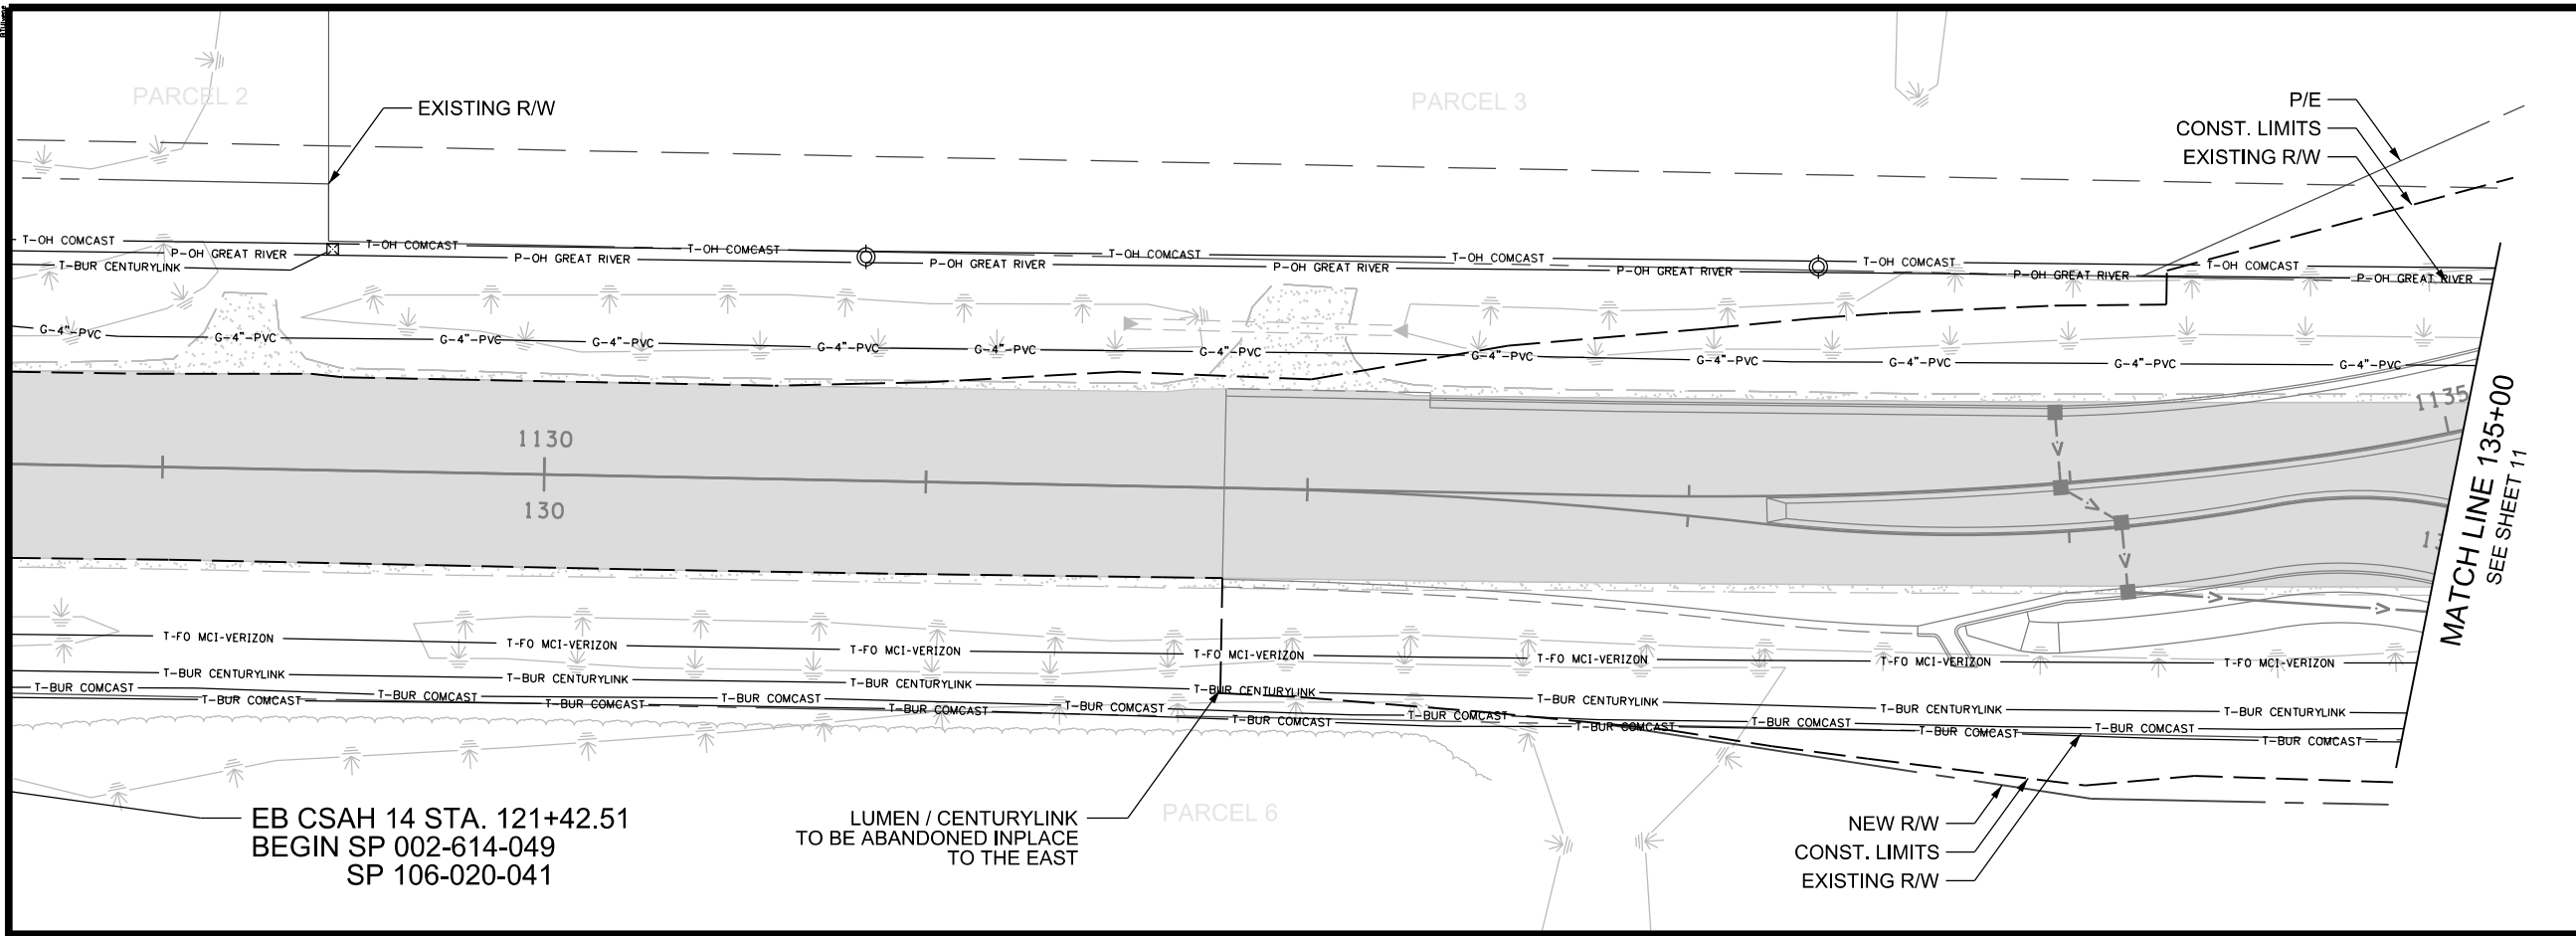 PARCEL 2
PARCEL 3
EXISTING R/W
P/E
CONST. LIMITS
EXISTING R/W
T-OH COMCAST
T-OH COMCAST
T-OH COMCAST
T-OH COMCAST
T-OH COMCAST
T-OH COMCAST
T-OH COMCAST
P-OH GREAT RIVER
P-OH GREAT RIVER
P-OH GREAT RIVER
P-OH GREAT RIVER
P-OH GREAT RIVER
P-OH GREAT RIVER
P-OH GREAT RIVER
T-BUR CENTURYLINK
G-4"-PVC
G-4"-PVC
G-4"-PVC
G-4"-PVC
G-4"-PVC
G-4"-PVC
G-4"-PVC
G-4"-PVC
G-4"-PVC
G-4"-PVC
G-4"-PVC
G-4"-PVC
1130
130
1135
MATCH LINE 135+00
SEE SHEET 11
T-FO MCI-VERIZON
T-FO MCI-VERIZON
T-FO MCI-VERIZON
T-FO MCI-VERIZON
T-FO MCI-VERIZON
T-FO MCI-VERIZON
T-FO MCI-VERIZON
T-BUR CENTURYLINK
T-BUR CENTURYLINK
T-BUR CENTURYLINK
T-BUR CENTURYLINK
T-BUR CENTURYLINK
T-BUR CENTURYLINK
T-BUR CENTURYLINK
T-BUR COMCAST
T-BUR COMCAST
T-BUR COMCAST
T-BUR COMCAST
T-BUR COMCAST
T-BUR COMCAST
T-BUR COMCAST
T-BUR COMCAST
T-BUR COMCAST
T-BUR COMCAST
T-BUR COMCAST
T-BUR COMCAST
T-BUR COMCAST
T-BUR COMCAST
EB CSAH 14 STA. 121+42.51
BEGIN SP 002-614-049
SP 106-020-041
LUMEN / CENTURYLINK
TO BE ABANDONED INPLACE
TO THE EAST
PARCEL 6
NEW R/W
CONST. LIMITS
EXISTING R/W